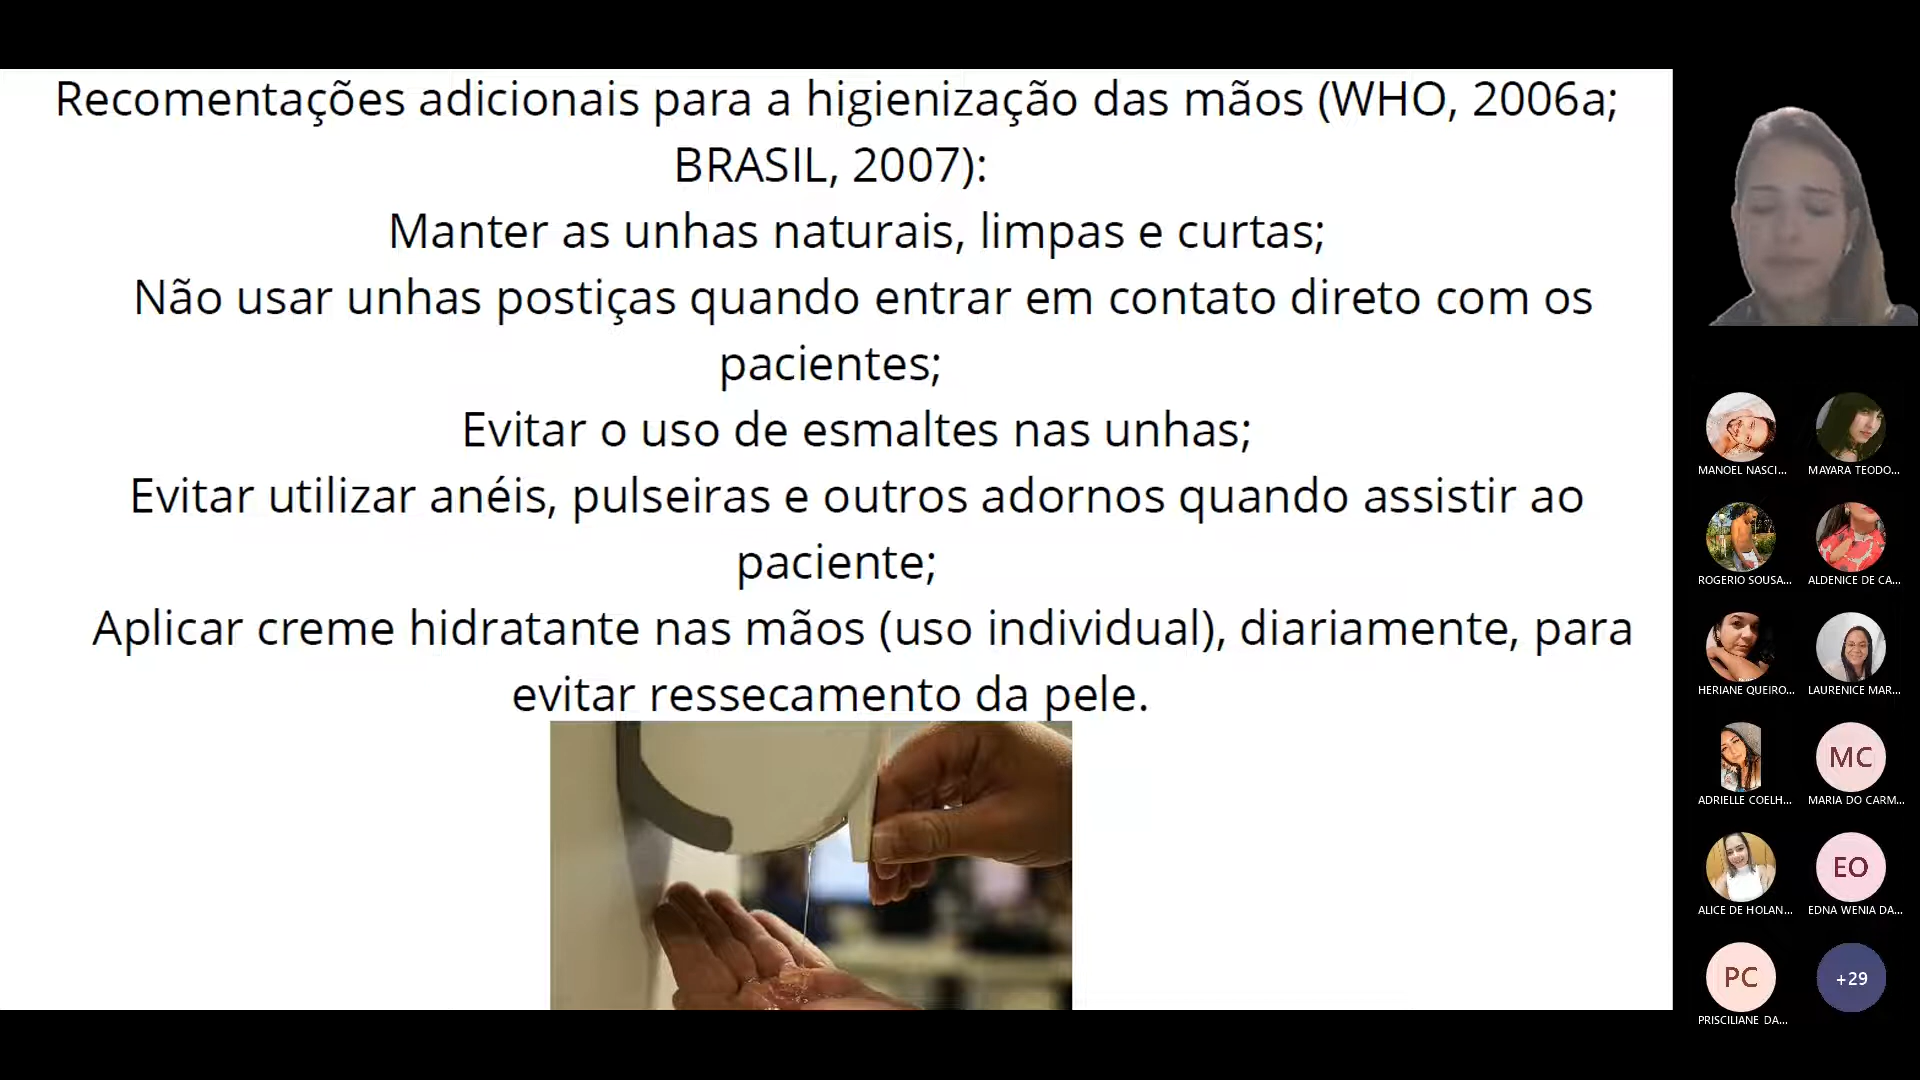 Recomentações adicionais para a higienização das mãos (WHO, 2006a;
BRASIL, 2007):
Manter as unhas naturais, limpas e curtas;
Não usar unhas postiças quando entrar em contato direto com os
pacientes;
Evitar o uso de esmaltes nas unhas;
Evitar utilizar anéis, pulseiras e outros adornos quando assistir ao
paciente;
Aplicar creme hidratante nas mãos (uso individual), diariamente, para
evitar ressecamento da pele.
MANOEL NASCI...
MAYARA TEODO...
ROGERIO SOUSA...
ALDENICE DE CA...
HERIANE QUEIRO...
LAURENICE MAR...
ADRIELLE COELH...
MC
MARIA DO CARM...
ALICE DE HOLAN...
EO
EDNA WENIA DA...
PC
PRISCILIANE DA...
+29